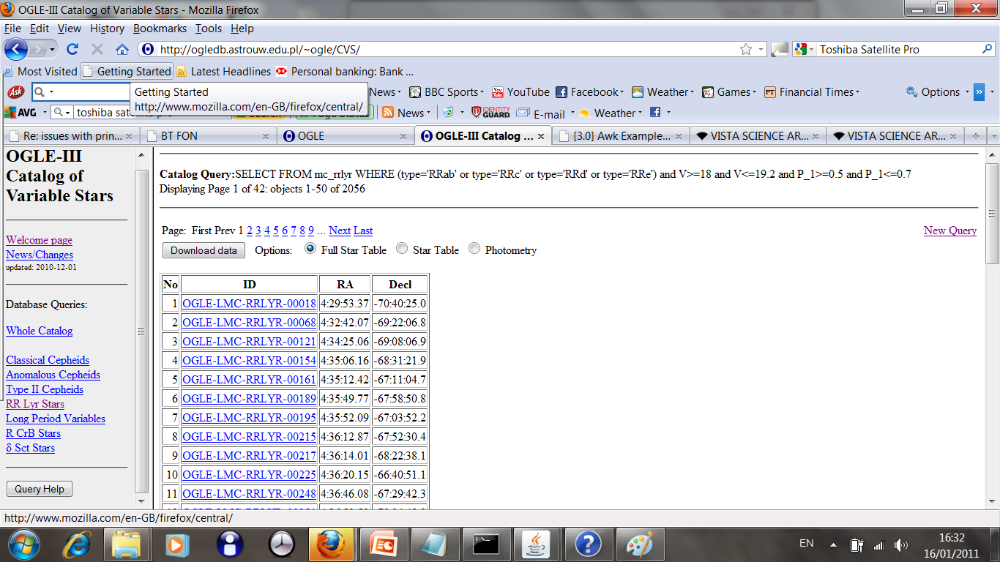 OGLE-III Catalog of Variable Stars - Mozilla Firefox
File Edit View History Bookmarks Tools Help
http://ogledb.astrouw.edu.pl/~ogle/CVS/ Toshiba Satellite Pro
Most Visited Getting Started Latest Headlines Personal banking: Bank ...
Ask News BBC Sports YouTube Facebook Weather Games FT Financial Times Options
Getting Started
http://www.mozilla.com/en-GB/firefox/central/
AVG News IDENTITY GUARD E-mail Weather
Re: issues with prin... BT FON OGLE OGLE-III Catalog ... [3.0] Awk Example... VISTA SCIENCE AR... VISTA SCIENCE AR...
OGLE-III
Catalog of
Variable Stars
Welcome page
News/Changes
updated: 2010-12-01
Database Queries:
Whole Catalog
Classical Cepheids
Anomalous Cepheids
Type II Cepheids
RR Lyr Stars
Long Period Variables
R CrB Stars
δ Sct Stars
Query Help
Catalog Query:SELECT FROM mc_rrlyr WHERE (type='RRab' or type='RRc' or type='RRd' or type='RRe') and V>=18 and V<=19.2 and P_1>=0.5 and P_1<=0.7
Displaying Page 1 of 42: objects 1-50 of 2056
Page: First Prev 1 2 3 4 5 6 7 8 9 ... Next Last New Query
Download data Options: Full Star Table Star Table Photometry
No ID RA Decl
1 OGLE-LMC-RRLYR-00018 4:29:53.37 -70:40:25.0
2 OGLE-LMC-RRLYR-00068 4:32:42.07 -69:22:06.8
3 OGLE-LMC-RRLYR-00121 4:34:25.06 -69:08:06.9
4 OGLE-LMC-RRLYR-00154 4:35:06.16 -68:31:21.9
5 OGLE-LMC-RRLYR-00161 4:35:12.42 -67:11:04.7
6 OGLE-LMC-RRLYR-00189 4:35:49.77 -67:58:50.8
7 OGLE-LMC-RRLYR-00195 4:35:52.09 -67:03:52.2
8 OGLE-LMC-RRLYR-00215 4:36:12.87 -67:52:30.4
9 OGLE-LMC-RRLYR-00217 4:36:14.01 -68:22:38.1
10 OGLE-LMC-RRLYR-00225 4:36:20.15 -66:40:51.1
11 OGLE-LMC-RRLYR-00248 4:36:46.08 -67:29:42.3
http://www.mozilla.com/en-GB/firefox/central/
EN 16:32
16/01/2011